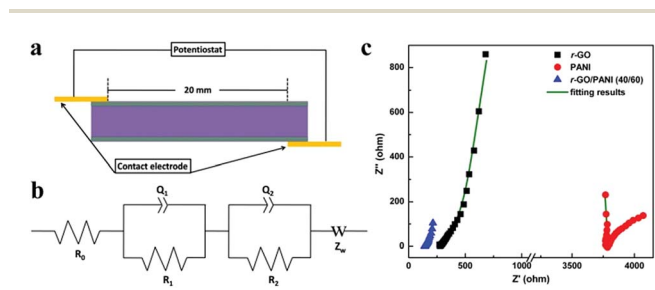 a
Potentiostat
20 mm
Contact electrode
b
Q1
Q2
R0
R1
R2
W
Zw
c
r-GO
PANI
r-GO/PANI (40/60)
fitting results
Z'' (ohm)
800
600
400
200
0
0
500
1000
3500
4000
Z' (ohm)